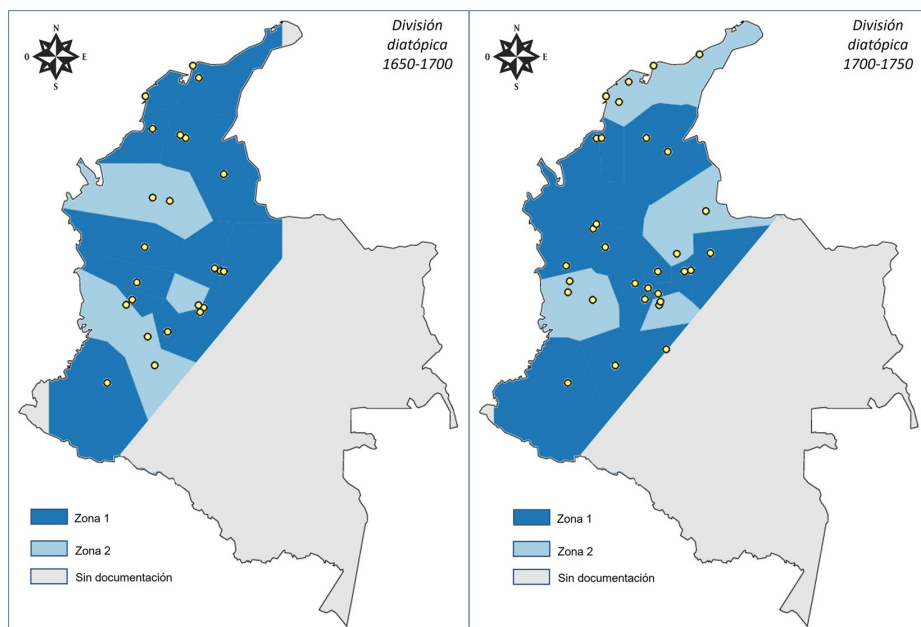 División
diatópica
1650-1700
N
O E
S
Zona 1
Zona 2
Sin documentación
División
diatópica
1700-1750
N
O E
S
Zona 1
Zona 2
Sin documentación